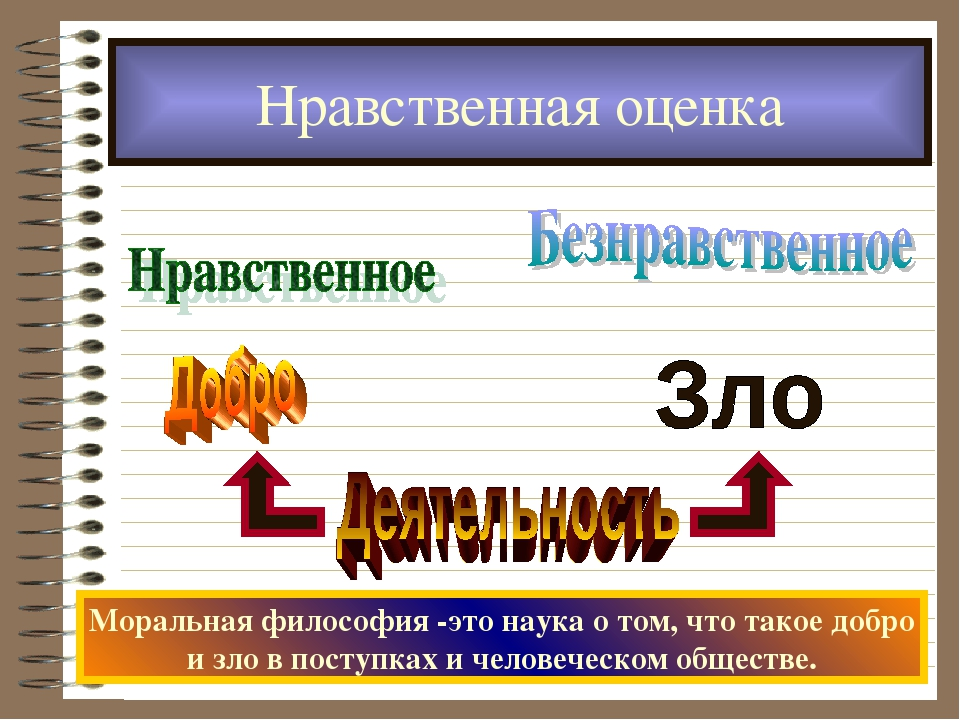 Нравственная оценка
Нравственное
Безнравственное
Добро
Зло
Деятельность
Моральная философия -это наука о том, что такое добро
и зло в поступках и человеческом обществе.